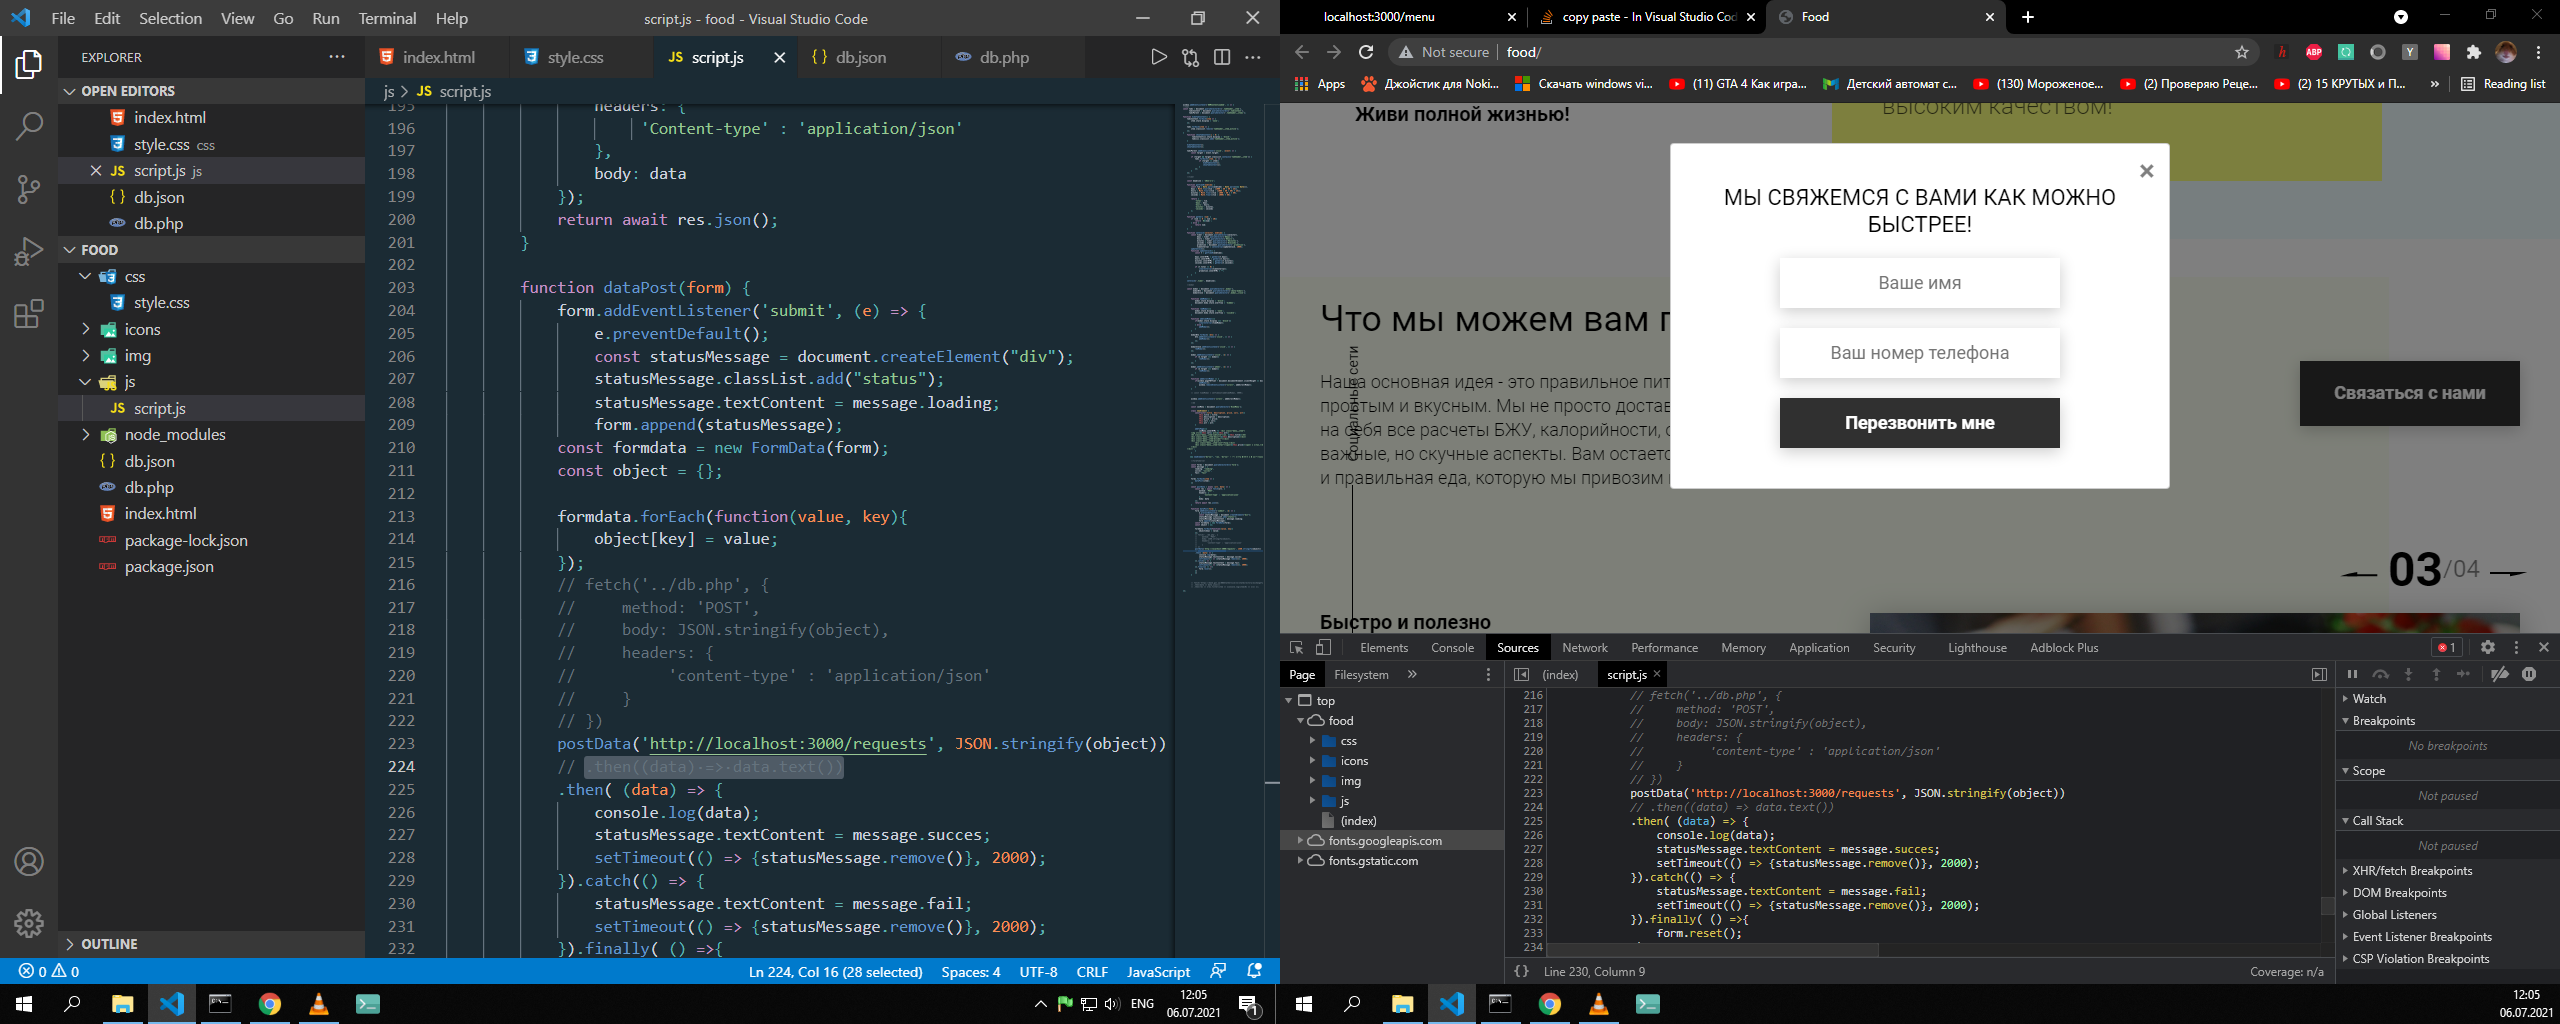 File Edit Selection View Go Run Terminal Help
script.js - food - Visual Studio Code
EXPLORER
OPEN EDITORS
index.html
style.css css
script.js js
db.json
db.php
FOOD
css
style.css
icons
img
js
script.js
node_modules
db.json
db.php
index.html
package-lock.json
package.json
OUTLINE
index.html style.css script.js db.json db.php
js > JS script.js
195 headers: {
196 'Content-type' : 'application/json'
197 },
198 body: data
199 });
200 return await res.json();
201 }
202
203 function dataPost(form) {
204 form.addEventListener('submit', (e) => {
205 e.preventDefault();
206 const statusMessage = document.createElement("div");
207 statusMessage.classList.add("status");
208 statusMessage.textContent = message.loading;
209 form.append(statusMessage);
210 const formdata = new FormData(form);
211 const object = {};
212
213 formdata.forEach(function(value, key){
214 object[key] = value;
215 });
216 // fetch('../db.php', {
217 // method: 'POST',
218 // body: JSON.stringify(object),
219 // headers: {
220 // 'content-type' : 'application/json'
221 // }
222 // })
223 postData('http://localhost:3000/requests', JSON.stringify(object))
224 // .then((data) => data.text())
225 .then( (data) => {
226 console.log(data);
227 statusMessage.textContent = message.succes;
228 setTimeout(() => {statusMessage.remove()}, 2000);
229 }).catch(() => {
230 statusMessage.textContent = message.fail;
231 setTimeout(() => {statusMessage.remove()}, 2000);
232 }).finally( () =>{
0 0 Ln 224, Col 16 (28 selected) Spaces: 4 UTF-8 CRLF JavaScript
ENG 12:05
06.07.2021
1
localhost:3000/menu copy paste - In Visual Studio Cod Food
Not secure food/
Apps Джойстик для Noki... Скачать windows vi... (11) GTA 4 Как игра... Детский автомат с... (130) Мороженое... (2) Проверяю Реце... (2) 15 КРУТЫХ и П... » Reading list
Живи полной жизнью!
высоким качеством!
МЫ СВЯЖЕМСЯ С ВАМИ КАК МОЖНО
БЫСТРЕЕ!
Ваше имя
Ваш номер телефона
Перезвонить мне
Что мы можем вам п
Социальные сети
Наша основная идея - это правильное пит
простым и вкусным. Мы не просто достав
на себя все расчеты БЖУ, калорийности, с
важные, но скучные аспекты. Вам остаетс
и правильная еда, которую мы привозим
Связаться с нами
03/04
Быстро и полезно
Elements Console Sources Network Performance Memory Application Security Lighthouse Adblock Plus 1
Page Filesystem »
top
food
css
icons
img
js
(index)
fonts.googleapis.com
fonts.gstatic.com
(index) script.js
216 // fetch('../db.php', {
217 // method: 'POST',
218 // body: JSON.stringify(object),
219 // headers: {
220 // 'content-type' : 'application/json'
221 // }
222 // })
223 postData('http://localhost:3000/requests', JSON.stringify(object))
224 // .then((data) => data.text())
225 .then( (data) => {
226 console.log(data);
227 statusMessage.textContent = message.succes;
228 setTimeout(() => {statusMessage.remove()}, 2000);
229 }).catch(() => {
230 statusMessage.textContent = message.fail;
231 setTimeout(() => {statusMessage.remove()}, 2000);
232 }).finally( () =>{
233 form.reset();
234
{} Line 230, Column 9 Coverage: n/a
Watch
Breakpoints
No breakpoints
Scope
Not paused
Call Stack
Not paused
XHR/fetch Breakpoints
DOM Breakpoints
Global Listeners
Event Listener Breakpoints
CSP Violation Breakpoints
12:05
06.07.2021